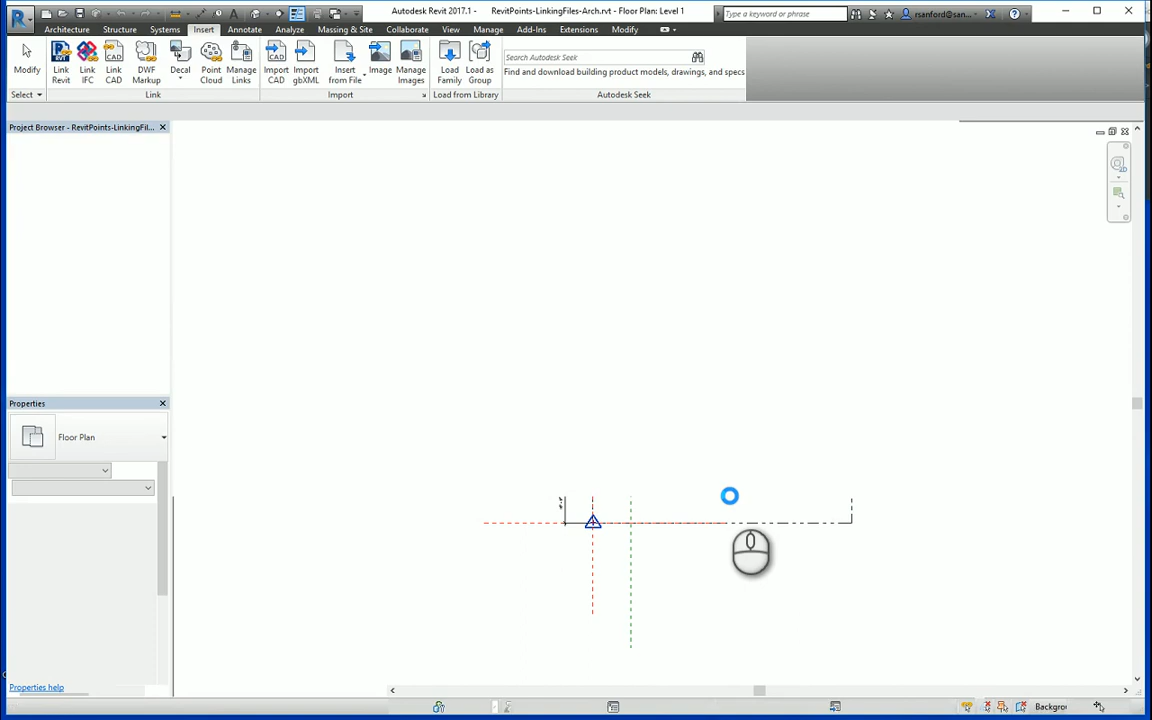 Autodesk Revit 2017.1 - RevitPoints-LinkingFiles-Arch.rvt - Floor Plan: Level 1
Type a keyword or phrase
rsanford@san...
Architecture Structure Systems Insert Annotate Analyze Massing & Site Collaborate View Manage Add-Ins Extensions Modify
Modify
Link Revit
Link IFC
Link CAD
DWF Markup
Decal
Point Cloud
Manage Links
Import CAD
Import gbXML
Insert from File
Image
Manage Images
Load Family
Load as Group
Search Autodesk Seek
Find and download building product models, drawings, and specs
Select Link Import Load from Library Autodesk Seek
Project Browser - RevitPoints-LinkingFil...
Properties
Floor Plan
Properties help
Backgrou